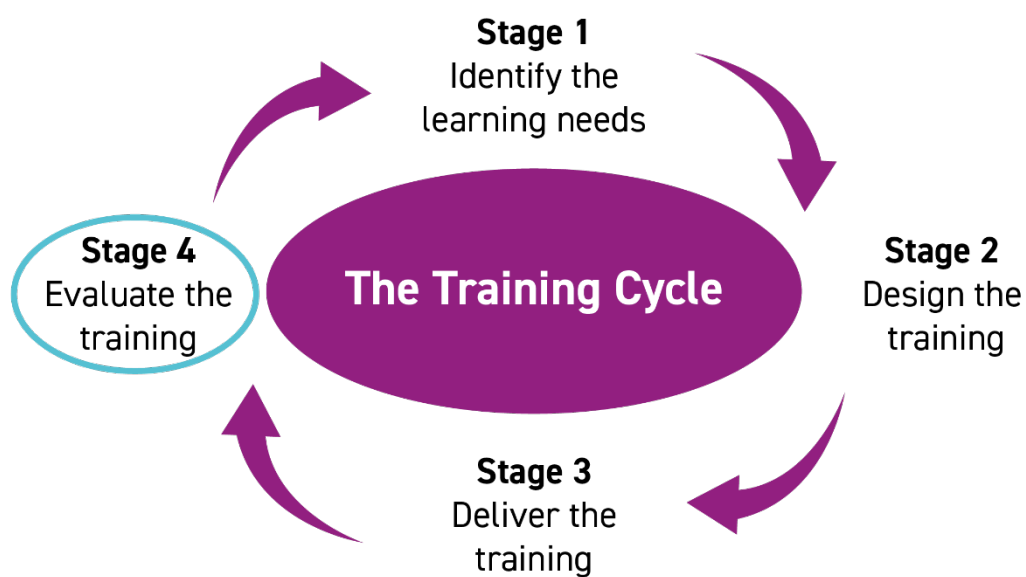 Stage 1
Identify the
learning needs
Stage 2
Design the
training
Stage 3
Deliver the
training
Stage 4
Evaluate the
training
The Training Cycle